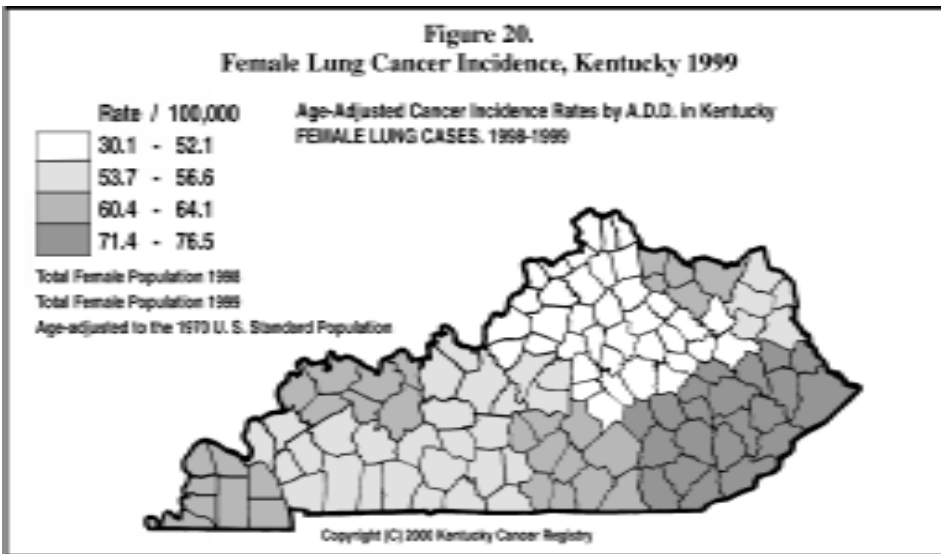 Figure 20.
Female Lung Cancer Incidence, Kentucky 1999
Rate / 100,000
30.1 - 52.1
53.7 - 56.6
60.4 - 64.1
71.4 - 76.5
Age-Adjusted Cancer Incidence Rates by A.D.D. in Kentucky
FEMALE LUNG CASES. 1998-1999
Total Female Population 1998
Total Female Population 1999
Age-adjusted to the 1970 U. S. Standard Population
Copyright (C) 2000 Kentucky Cancer Registry